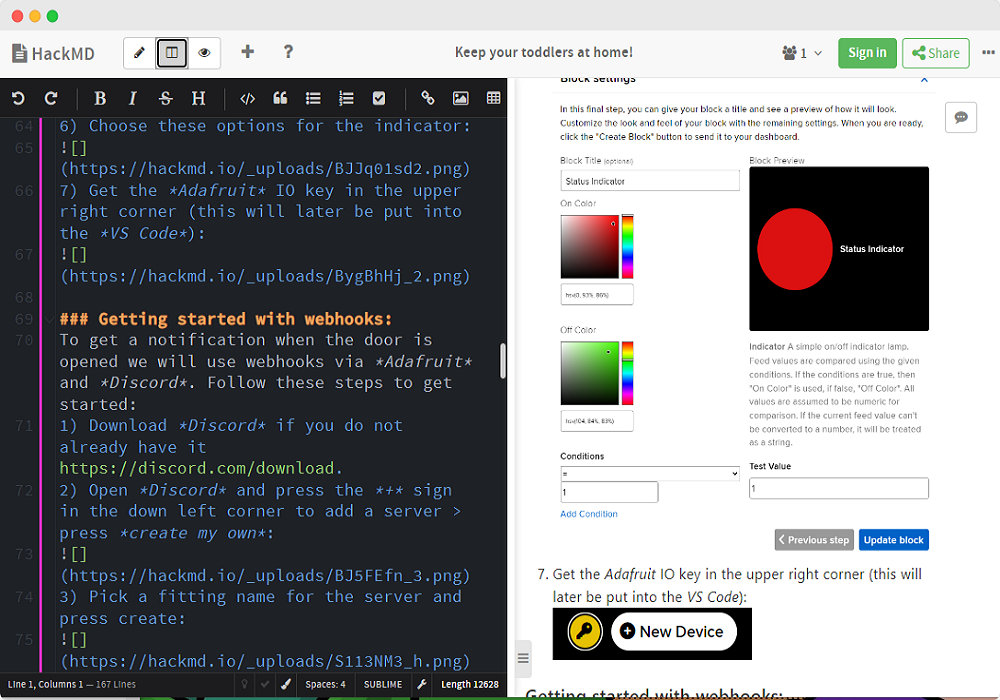 HackMD
Keep your toddlers at home!
1
Sign in
Share
B I S H
64 6) Choose these options for the indicator:
65 ![]
(https://hackmd.io/_uploads/BJJq01sd2.png)
66 7) Get the *Adafruit* IO key in the upper
right corner (this will later be put into
the *VS Code*):
67 ![]
(https://hackmd.io/_uploads/BygBhHj_2.png)
68
69 ### Getting started with webhooks:
70 To get a notification when the door is
opened we will use webhooks via *Adafruit*
and *Discord*. Follow these steps to get
started:
71 1) Download *Discord* if you do not
already have it
https://discord.com/download.
72 2) Open *Discord* and press the *+* sign
in the down left corner to add a server >
press *create my own*:
73 ![]
(https://hackmd.io/_uploads/BJ5FEfn_3.png)
74 3) Pick a fitting name for the server and
press create:
75 ![]
(https://hackmd.io/_uploads/S113NM3_h.png)
Line 1, Columns 1 — 167 Lines
Spaces: 4
SUBLIME
Length 12628
Block settings
In this final step, you can give your block a title and see a preview of how it will look.
Customize the look and feel of your block with the remaining settings. When you are ready,
click the "Create Block" button to send it to your dashboard.
Block Title (optional)
Status Indicator
On Color
hsv(0, 93%, 86%)
Off Color
hsv(104, 84%, 83%)
Conditions
=
1
Add Condition
Block Preview
Status Indicator
Indicator A simple on/off indicator lamp.
Feed values are compared using the given
conditions. If the conditions are true, then
"On Color" is used, if false, "Off Color". All
values are assumed to be numeric for
comparison. If the current feed value can't
be converted to a number, it will be treated
as a string.
Test Value
1
Previous step
Update block
7. Get the Adafruit IO key in the upper right corner (this will
later be put into the VS Code):
New Device
Getting started with webhooks: